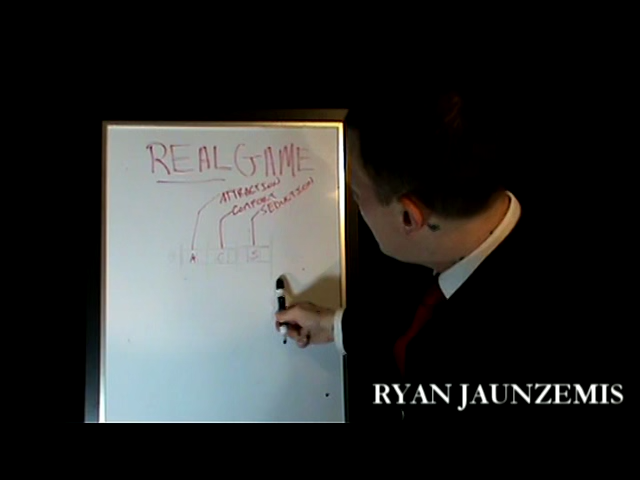 REAL GAME
ATTRACTION
COMFORT
SEDUCTION
A C S
RYAN JAUNZEMIS